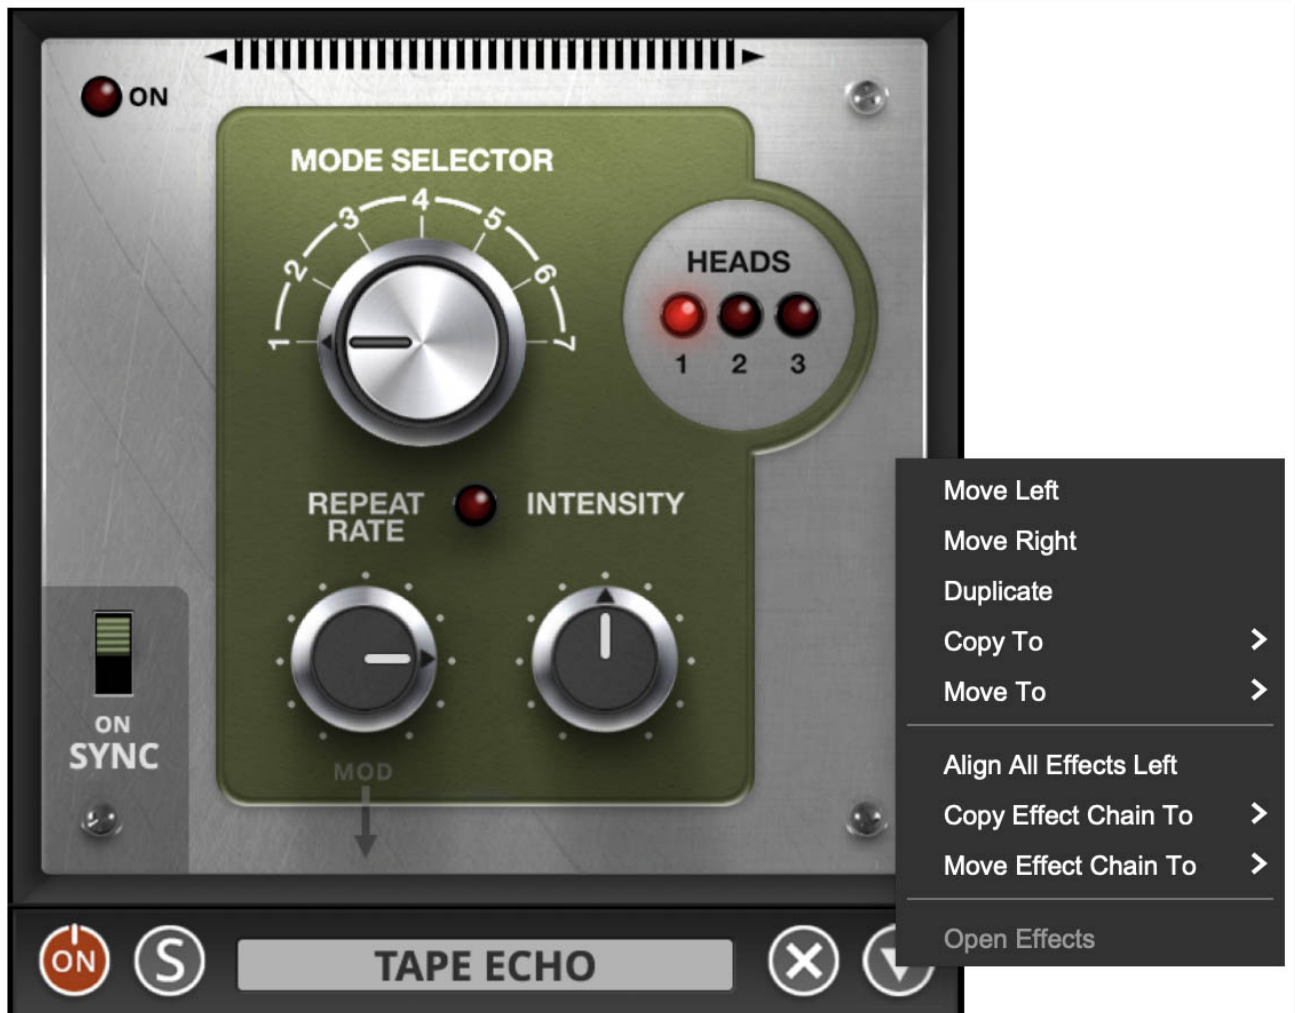 ON
MODE SELECTOR
1 2 3 4 5 6 7
HEADS
1 2 3
REPEAT
RATE
INTENSITY
ON
SYNC
MOD
ON
S
TAPE ECHO
Move Left
Move Right
Duplicate
Copy To
Move To
Align All Effects Left
Copy Effect Chain To
Move Effect Chain To
Open Effects